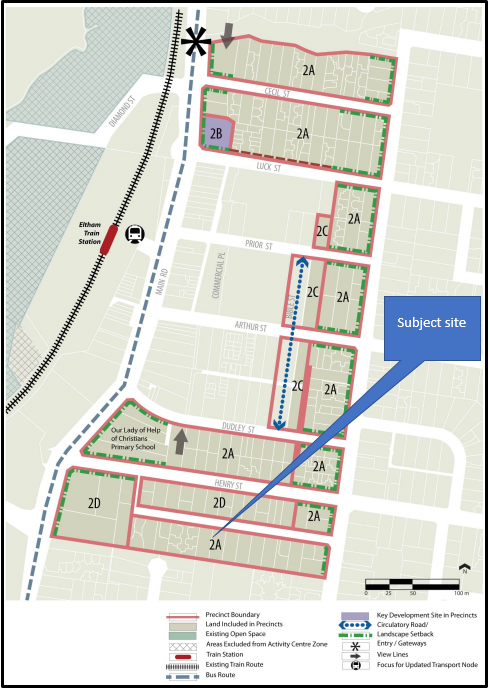 2A
CECIL ST
DIAMOND ST
2B
2A
LUCK ST
2A
Eltham
Train
Station
2C
PRIOR ST
MAIN RD
COMMERCIAL PL
BIBLE ST
2C
2A
Subject site
ARTHUR ST
2C
2A
DUDLEY ST
Our Lady of Help
of Christians
Primary School
2A
2A
HENRY ST
2D
2D
2A
2A
N
0 25 50 100 m
Precinct Boundary
Land Included in Precincts
Existing Open Space
Areas Excluded from Activity Centre Zone
Train Station
Existing Train Route
Bus Route
Key Development Site in Precincts
Circulatory Road/
Landscape Setback
Entry / Gateways
View Lines
Focus for Updated Transport Node